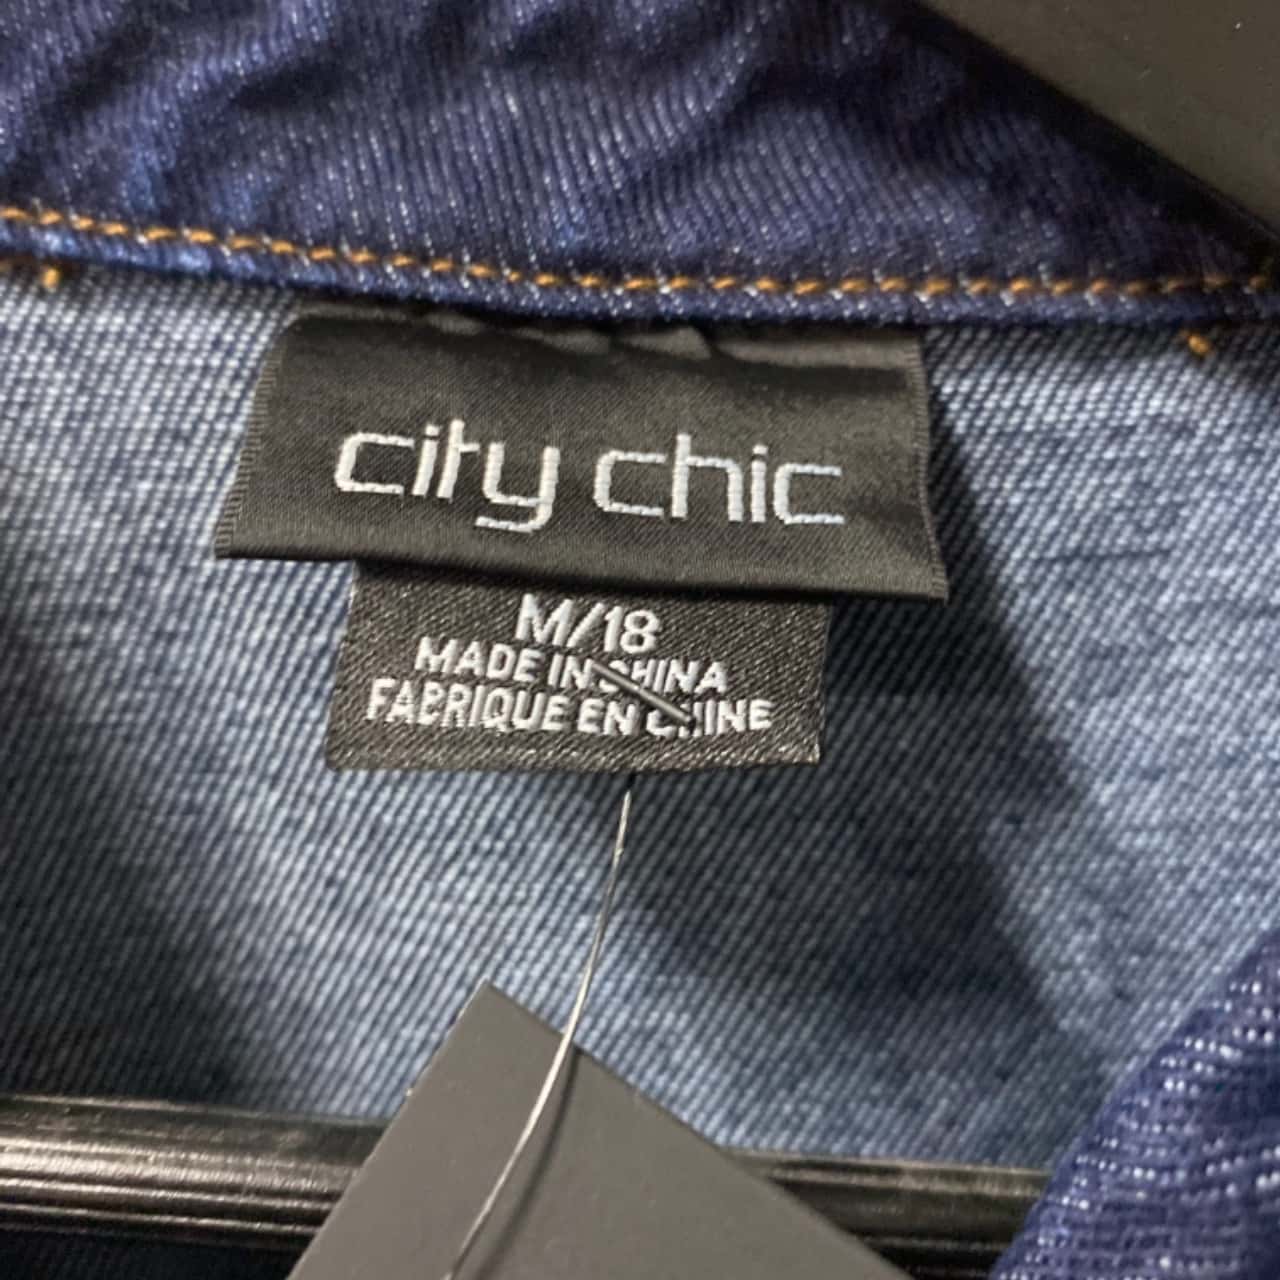 city chic
M/18
MADE IN CHINA
FABRIQUE EN CHINE